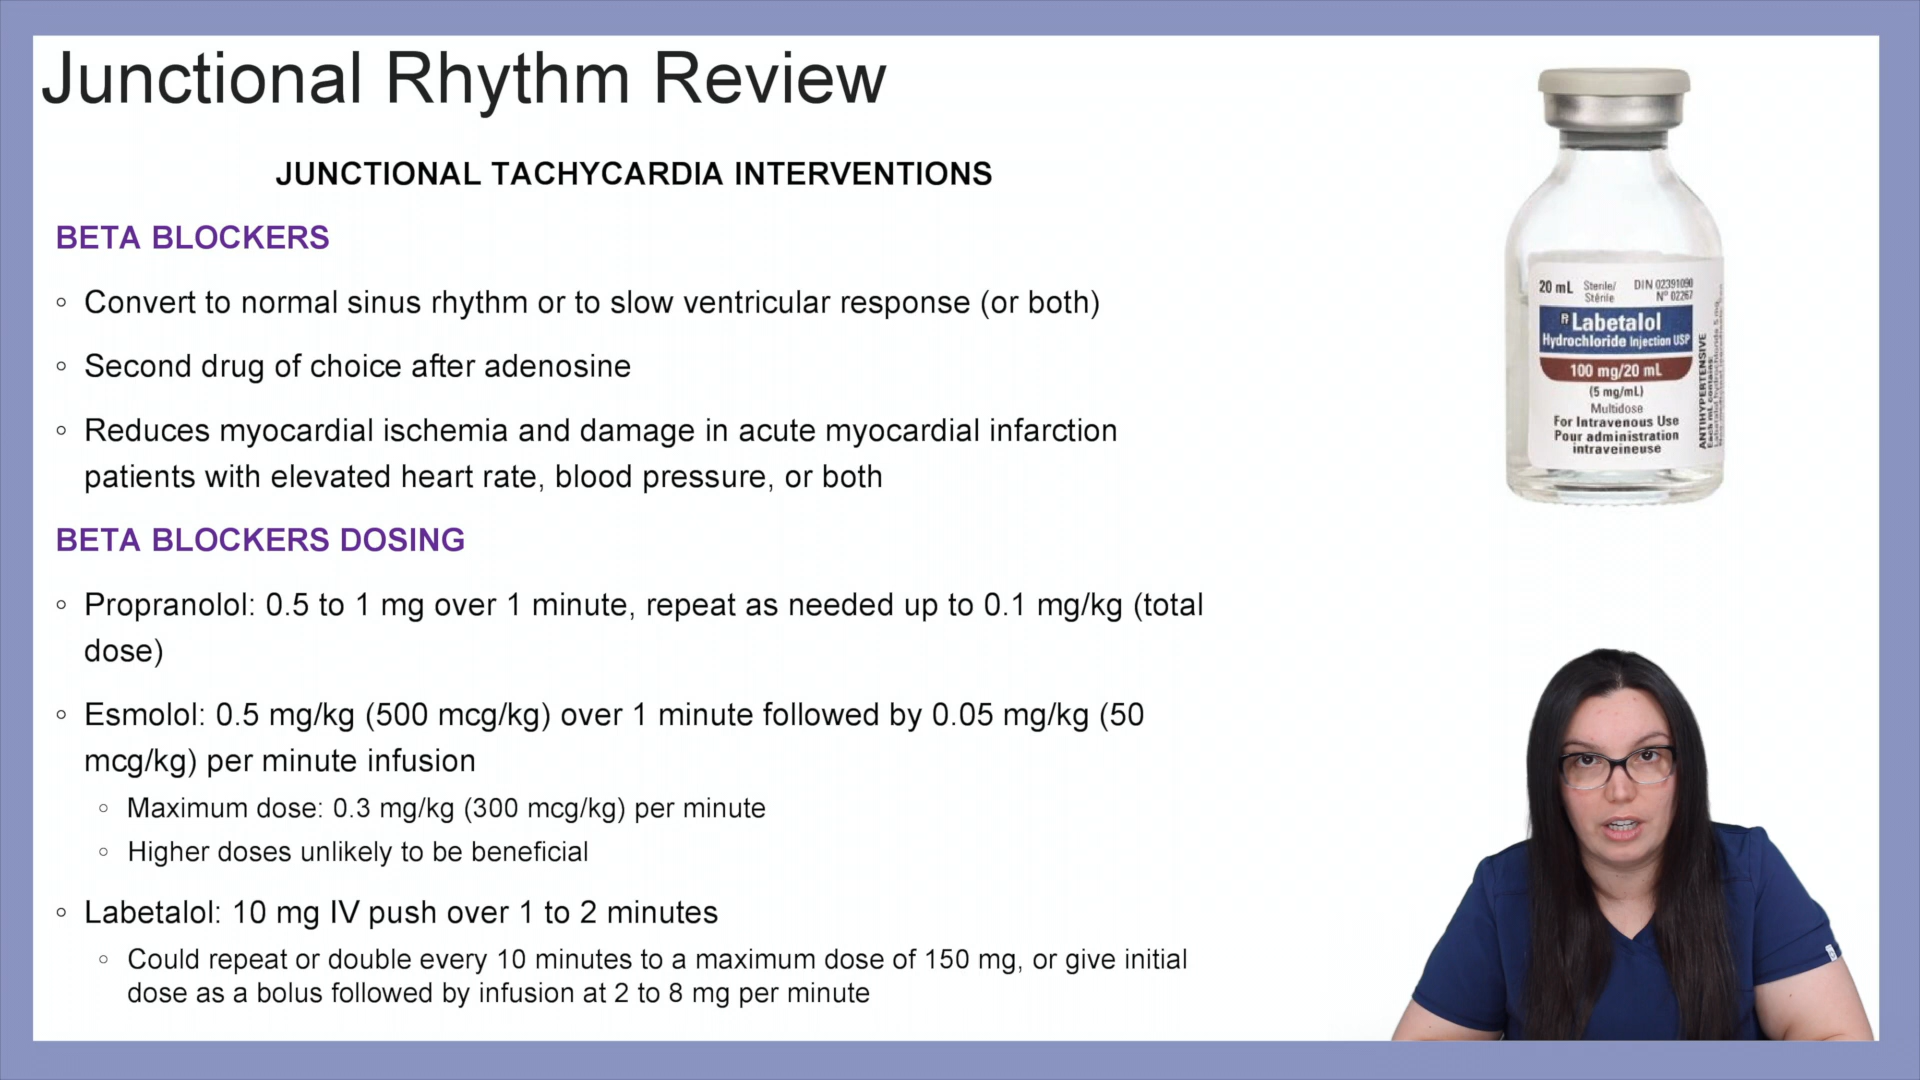 Junctional Rhythm Review
JUNCTIONAL TACHYCARDIA INTERVENTIONS
BETA BLOCKERS
◦ Convert to normal sinus rhythm or to slow ventricular response (or both)
◦ Second drug of choice after adenosine
◦ Reduces myocardial ischemia and damage in acute myocardial infarction
patients with elevated heart rate, blood pressure, or both
BETA BLOCKERS DOSING
◦ Propranolol: 0.5 to 1 mg over 1 minute, repeat as needed up to 0.1 mg/kg (total
dose)
◦ Esmolol: 0.5 mg/kg (500 mcg/kg) over 1 minute followed by 0.05 mg/kg (50
mcg/kg) per minute infusion
◦ Maximum dose: 0.3 mg/kg (300 mcg/kg) per minute
◦ Higher doses unlikely to be beneficial
◦ Labetalol: 10 mg IV push over 1 to 2 minutes
◦ Could repeat or double every 10 minutes to a maximum dose of 150 mg, or give initial
dose as a bolus followed by infusion at 2 to 8 mg per minute
20 mL
Sterile/
Stérile
DIN 02391090
Nº 02267
Labetalol
Hydrochloride Injection USP
100 mg/20 mL
(5 mg/mL)
Multidose
For Intravenous Use
Pour administration
intraveineuse
ANTIHYPERTENSIVE
Each mL contains: